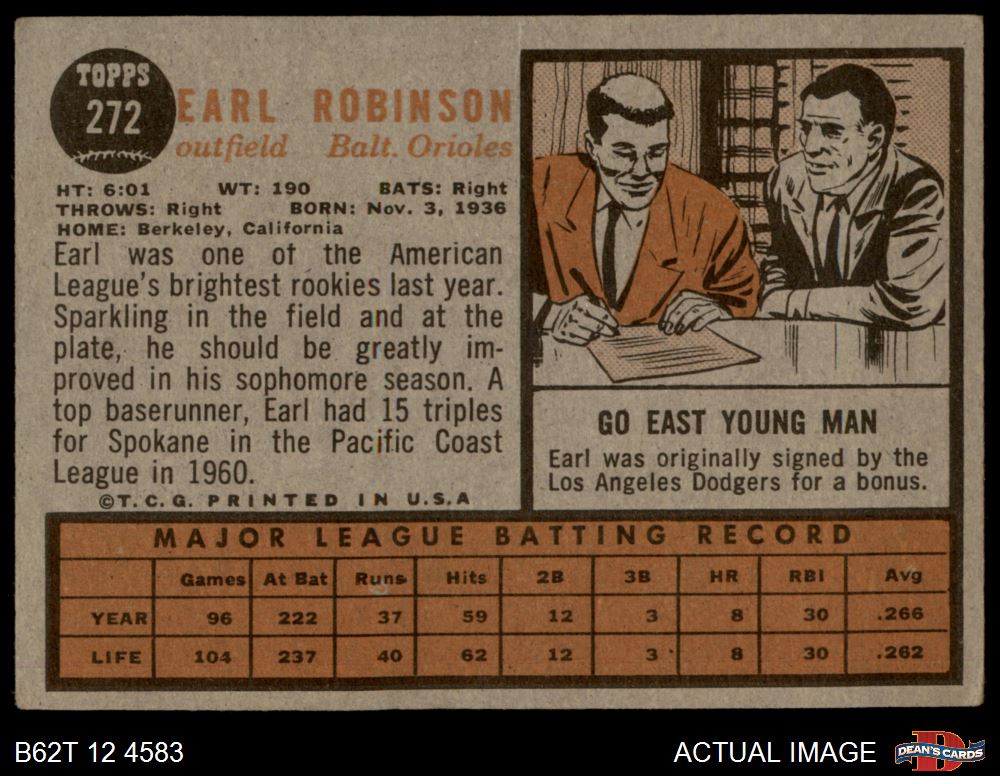 TOPPS
272
EARL ROBINSON
outfield Balt. Orioles
HT: 6:01 WT: 190 BATS: Right
THROWS: Right BORN: Nov. 3, 1936
HOME: Berkeley, California
Earl was one of the American
League's brightest rookies last year.
Sparkling in the field and at the
plate, he should be greatly im-
proved in his sophomore season. A
top baserunner, Earl had 15 triples
for Spokane in the Pacific Coast
League in 1960.
©T.C.G. PRINTED IN U.S.A
GO EAST YOUNG MAN
Earl was originally signed by the
Los Angeles Dodgers for a bonus.
MAJOR LEAGUE BATTING RECORD
Games At Bat Runs Hits 2B 3B HR RBI Avg
YEAR 96 222 37 59 12 3 8 30 .266
LIFE 104 237 40 62 12 3 8 30 .262
B62T 12 4583
ACTUAL IMAGE
DEAN'S CARDS